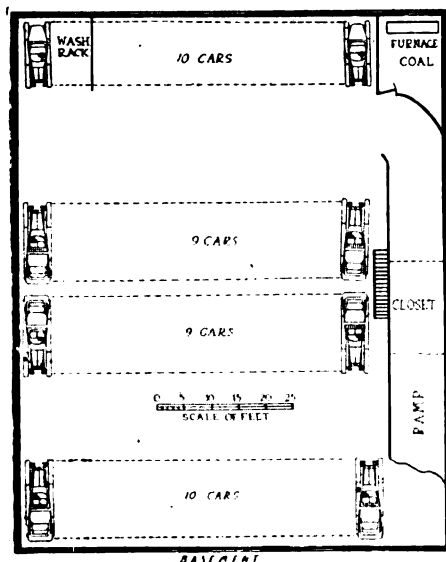 WASH
RACK
10 CARS
FURNACE
COAL
9 CARS
9 CARS
CLOSET
0 5 10 15 20 25
SCALE OF FEET
RAMP
10 CARS
BASEMENT